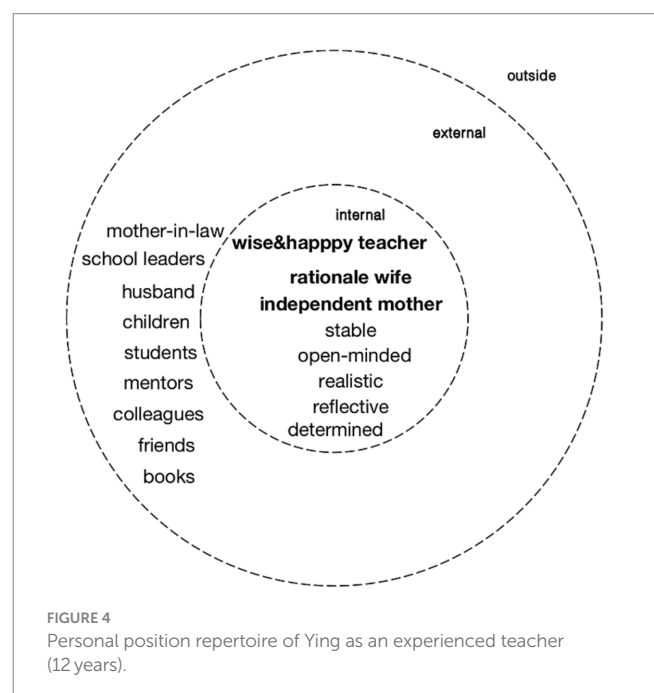 outside
external
internal
mother-in-law
wise&happpy teacher
school leaders
rationale wife
husband
independent mother
children
stable
students
open-minded
mentors
realistic
colleagues
reflective
determined
friends
books
FIGURE 4
Personal position repertoire of Ying as an experienced teacher
(12 years).